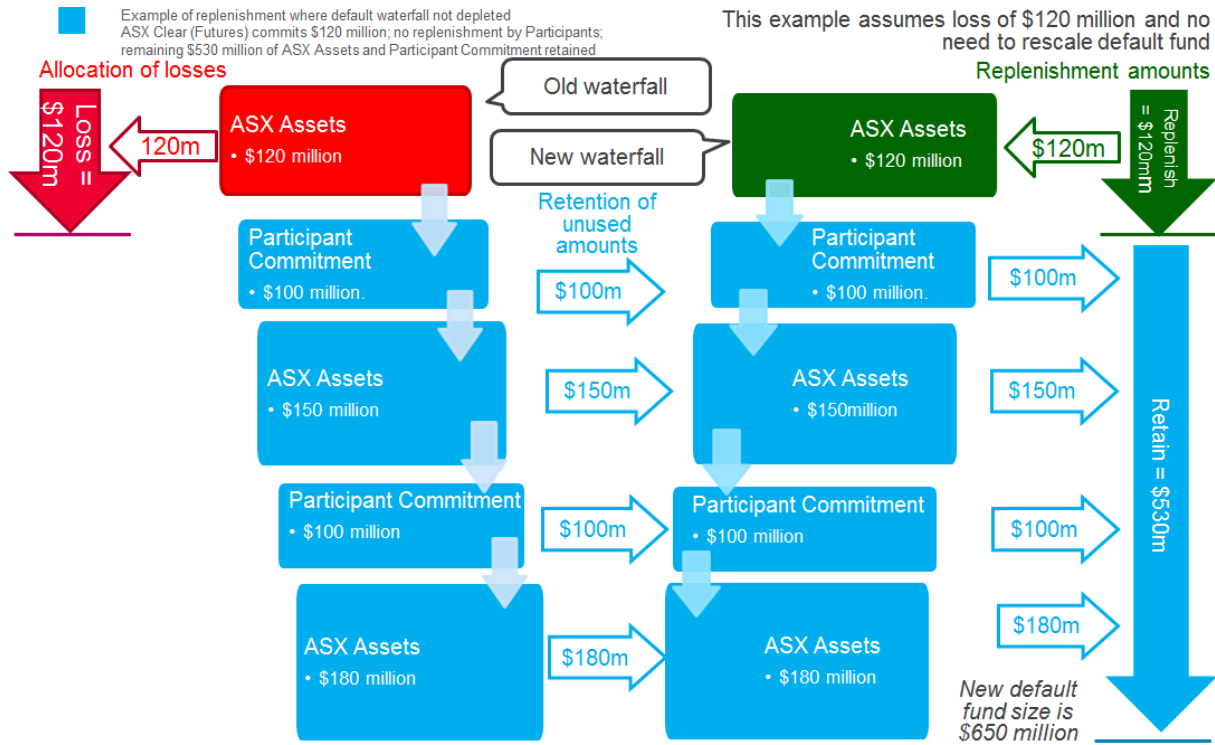 Example of replenishment where default waterfall not depleted
ASX Clear (Futures) commits $120 million; no replenishment by Participants;
remaining $530 million of ASX Assets and Participant Commitment retained
This example assumes loss of $120 million and no
need to rescale default fund
Allocation of losses
Replenishment amounts
Old waterfall
New waterfall
Loss =
$120m
120m
ASX Assets
• $120 million
ASX Assets
• $120 million
$120m
Replenish
= $120mm
Retention of
unused
amounts
Participant
Commitment
• $100 million.
$100m
Participant
Commitment
• $100 million.
$100m
ASX Assets
• $150 million
$150m
ASX Assets
• $150million
$150m
Retain = $530m
Participant Commitment
• $100 million
$100m
Participant Commitment
• $100 million
$100m
ASX Assets
• $180 million
$180m
ASX Assets
• $180 million
$180m
New default
fund size is
$650 million